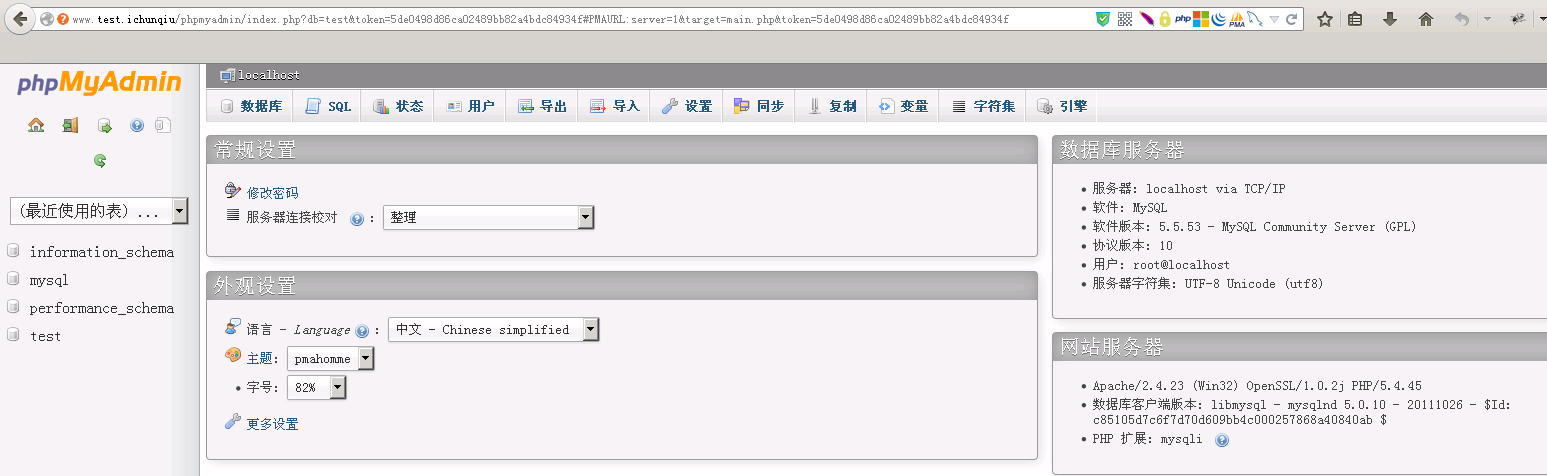 www.test.ichunqiu/phpmyadmin/index.php?db=test&token=5de0498d86ca02489bb82a4bdc84934f#PMAURL:server=1&target=main.php&token=5de0498d86ca02489bb82a4bdc84934f
php
PMA
phpMyAdmin
(最近使用的表) ...
information_schema
mysql
performance_schema
test
localhost
数据库 SQL 状态 用户 导出 导入 设置 同步 复制 变量 字符集 引擎
常规设置
修改密码
服务器连接校对 : 整理
外观设置
语言 - Language : 中文 - Chinese simplified
主题: pmahomme
• 字号: 82%
更多设置
数据库服务器
• 服务器: localhost via TCP/IP
• 软件: MySQL
• 软件版本: 5.5.53 - MySQL Community Server (GPL)
• 协议版本: 10
• 用户: root@localhost
• 服务器字符集: UTF-8 Unicode (utf8)
网站服务器
• Apache/2.4.23 (Win32) OpenSSL/1.0.2j PHP/5.4.45
• 数据库客户端版本: libmysql - mysqlnd 5.0.10 - 20111026 - $Id:
c85105d7c6f7d70d609bb4c000257868a40840ab $
• PHP 扩展: mysqli